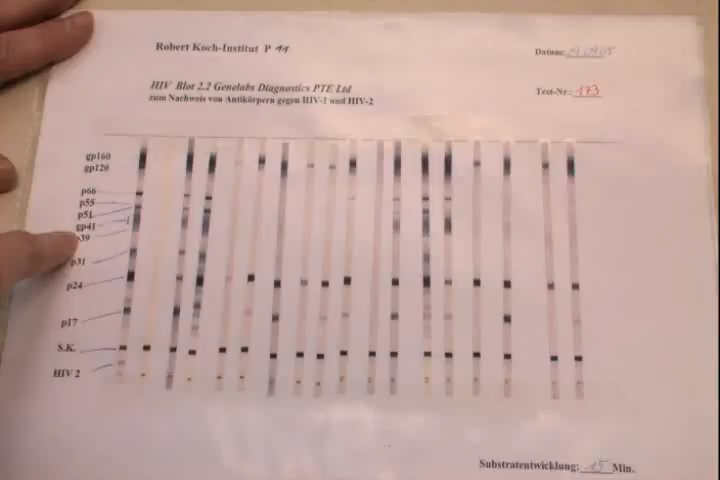 Robert Koch-Institut P 11
Datum:
HIV Blot 2.2 Genelabs Diagnostics PTE Ltd
zum Nachweis von Antikörpern gegen HIV-1 und HIV-2
Test-Nr.: 173
gp160
gp120
p66
p55
p51
gp41
p39
p31
p24
p17
S.K.
HIV 2
Substratentwicklung: 15 Min.